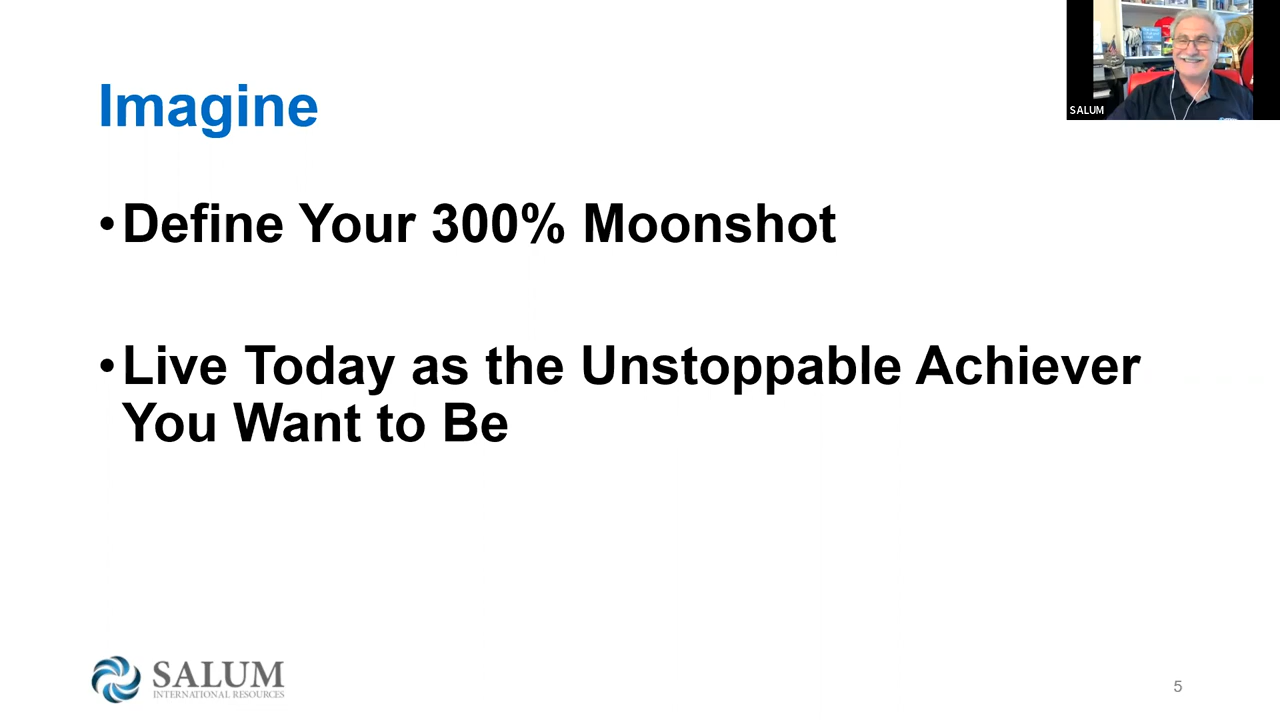 SALUM
Imagine
•Define Your 300% Moonshot
•Live Today as the Unstoppable Achiever
You Want to Be
SALUM
INTERNATIONAL RESOURCES
5